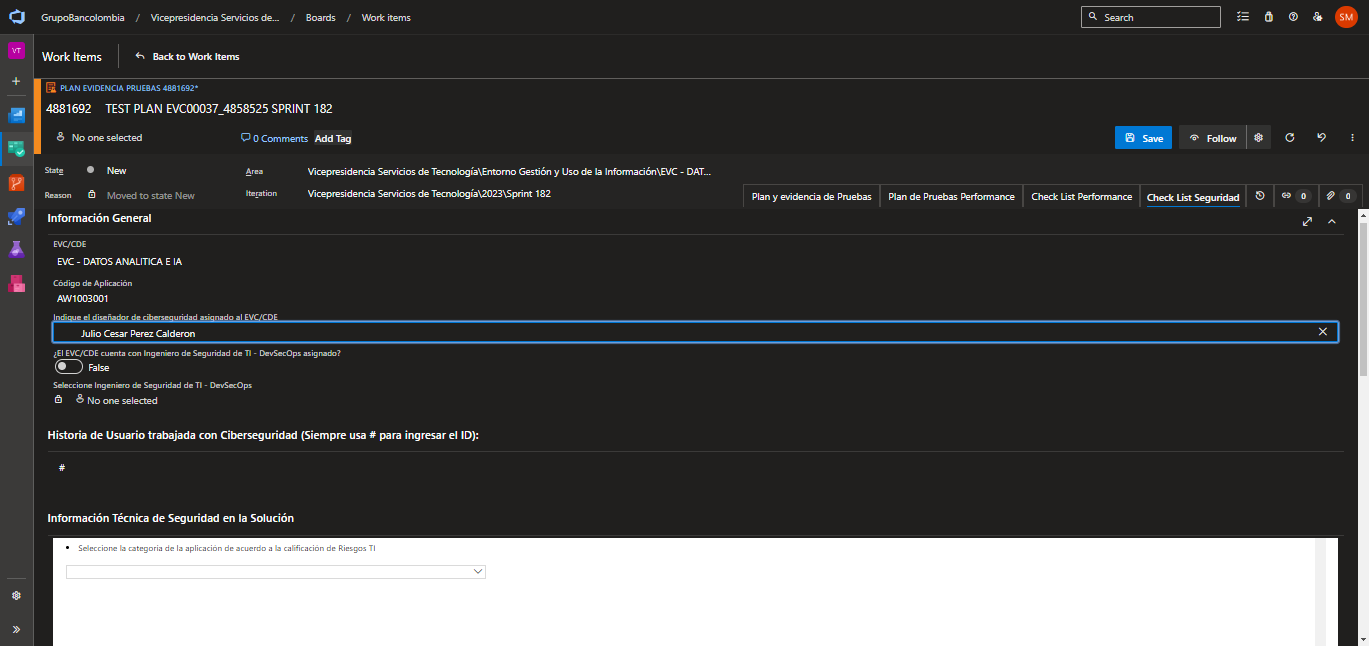 GrupoBancolombia / Vicepresidencia Servicios de... / Boards / Work items
Search
SM
VT
Work Items
Back to Work Items
PLAN EVIDENCIA PRUEBAS 4881692*
4881692 TEST PLAN EVC00037_4858525 SPRINT 182
No one selected
0 Comments
Add Tag
Save
Follow
State
New
Area
Vicepresidencia Servicios de Tecnología\Entorno Gestión y Uso de la Información\EVC - DAT...
Reason
Moved to state New
Iteration
Vicepresidencia Servicios de Tecnología\2023\Sprint 182
Plan y evidencia de Pruebas
Plan de Pruebas Performance
Check List Performance
Check List Seguridad
0
0
Información General
EVC/CDE
EVC - DATOS ANALITICA E IA
Código de Aplicación
AW1003001
Indique el diseñador de ciberseguridad asignado al EVC/CDE
Julio Cesar Perez Calderon
¿El EVC/CDE cuenta con Ingeniero de Seguridad de TI - DevSecOps asignado?
False
Seleccione Ingeniero de Seguridad de TI - DevSecOps
No one selected
Historia de Usuario trabajada con Ciberseguridad (Siempre usa # para ingresar el ID):
#
Información Técnica de Seguridad en la Solución
• Seleccione la categoria de la aplicación de acuerdo a la calificación de Riesgos TI